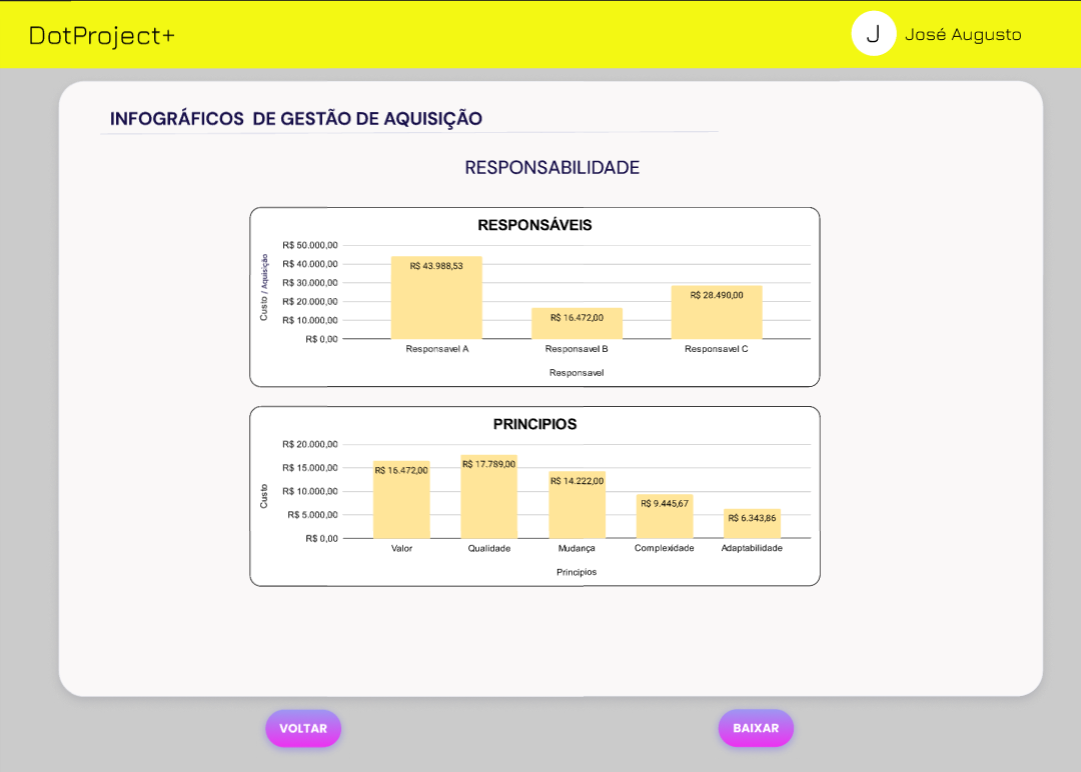 DotProject+
J José Augusto
INFOGRÁFICOS DE GESTÃO DE AQUISIÇÃO
RESPONSABILIDADE
RESPONSÁVEIS
Custo / Aquisição
R$ 50.000,00
R$ 40.000,00
R$ 30.000,00
R$ 20.000,00
R$ 10.000,00
R$ 0,00
R$ 43.988,53
R$ 16.472,00
R$ 28.490,00
Responsavel A
Responsavel B
Responsavel C
Responsavel
PRINCIPIOS
Custo
R$ 20.000,00
R$ 15.000,00
R$ 10.000,00
R$ 5.000,00
R$ 0,00
R$ 16.472,00
R$ 17.789,00
R$ 14.222,00
R$ 9.445,67
R$ 6.343,86
Valor
Qualidade
Mudança
Complexidade
Adaptabilidade
Principios
VOLTAR
BAIXAR